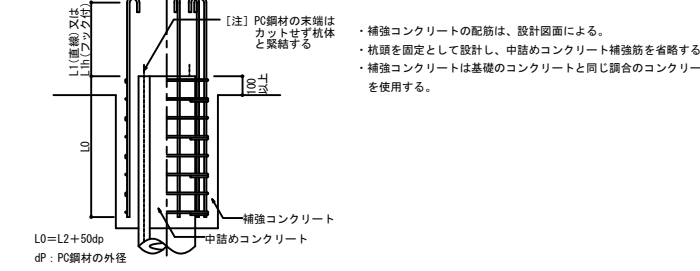 L1(直線)又は
L1h(フック付)
[注] PC鋼材の末端は
カットせず杭体
と緊結する
100
以上
L0
補強コンクリート
中詰めコンクリート
L0=L2+50dp
dP：PC鋼材の外径
・補強コンクリートの配筋は、設計図面による。
・杭頭を固定として設計し、中詰めコンクリート補強筋を省略する
・補強コンクリートは基礎のコンクリートと同じ調合のコンクリー
を使用する。